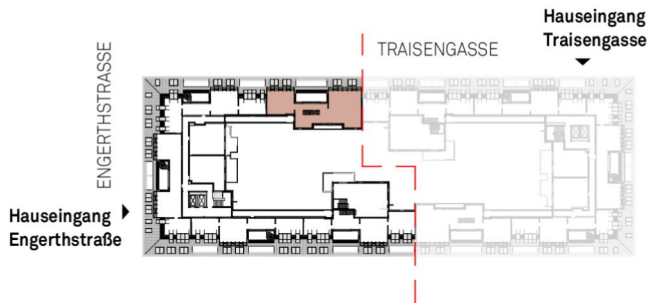 Hauseingang
Traisengasse
TRAISENGASSE
ENGERTHSTRASSE
Hauseingang
Engerthstraße